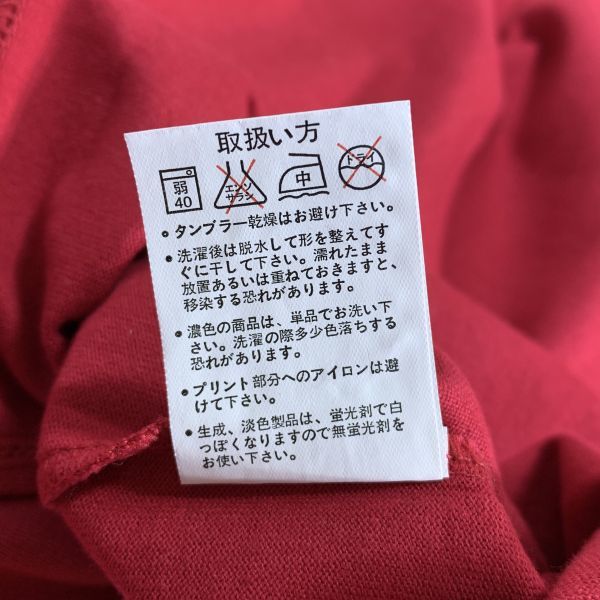 取扱い方
弱 40 エンソ サラシ 中 ドライ
タンブラー乾燥はお避け下さい。
洗濯後は脱水して形を整えてす
ぐに干して下さい。濡れたまま
放置あるいは重ねておきますと、
移染する恐れがあります。
濃色の商品は、単品でお洗い下
さい。洗濯の際多少色落ちする
恐れがあります。
プリント部分へのアイロンは避
けて下さい。
生成、淡色製品は、蛍光剤で白
っぽくなりますので無蛍光剤を
お使い下さい。